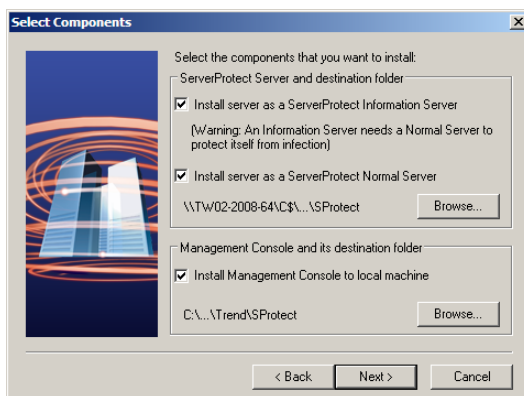 Select Components
Select the components that you want to install:
ServerProtect Server and destination folder
Install server as a ServerProtect Information Server
(Warning: An Information Server needs a Normal Server to
protect itself from infection)
Install server as a ServerProtect Normal Server
\\TW02-2008-64\C$\...\SProtect
Browse...
Management Console and its destination folder
Install Management Console to local machine
C:\...\Trend\SProtect
Browse...
< Back
Next >
Cancel